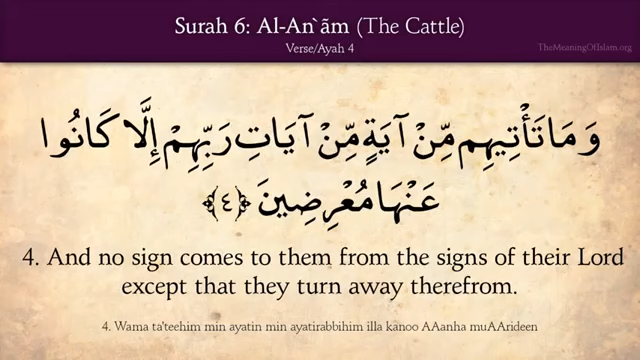 Surah 6: Al-An`ãm (The Cattle)
Verse/Ayah 4
TheMeaningOfIslam.org
وَمَا تَأْتِيهِم مِّنْ آيَةٍ مِّنْ آيَاتِ رَبِّهِمْ إِلَّا كَانُوا
عَنْهَا مُعْرِضِينَ ﴿٤﴾
4. And no sign comes to them from the signs of their Lord
except that they turn away therefrom.
4. Wama ta'teehim min ayatin min ayatirabbihim illa kanoo AAanha muAArideen